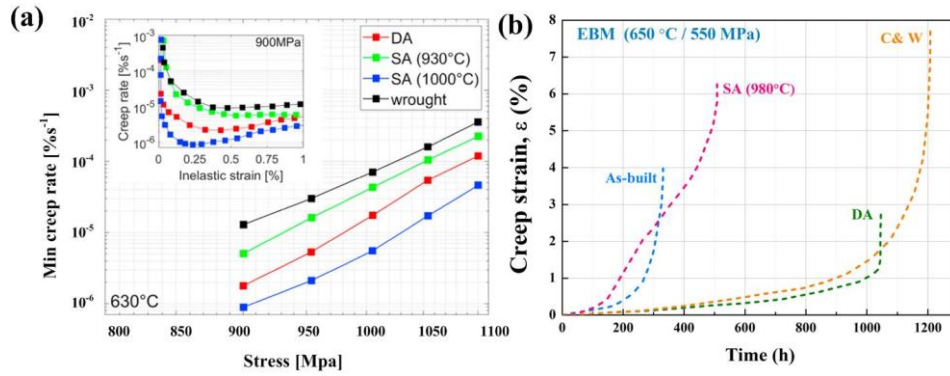 (a)
10⁻²
10⁻³
10⁻⁴
10⁻⁵
10⁻⁶
Min creep rate [%s⁻¹]
10⁻³
10⁻⁴
10⁻⁵
10⁻⁶
Creep rate [%s⁻¹]
900MPa
0 0.25 0.5 0.75 1
Inelastic strain [%]
DA
SA (930°C)
SA (1000°C)
wrought
630°C
800 850 900 950 1000 1050 1100
Stress [Mpa]
(b)
8
7
6
5
4
3
2
1
0
Creep strain, ε (%)
EBM (650 °C / 550 MPa)
C& W
SA (980°C)
As-built
DA
0 200 400 600 800 1000 1200
Time (h)